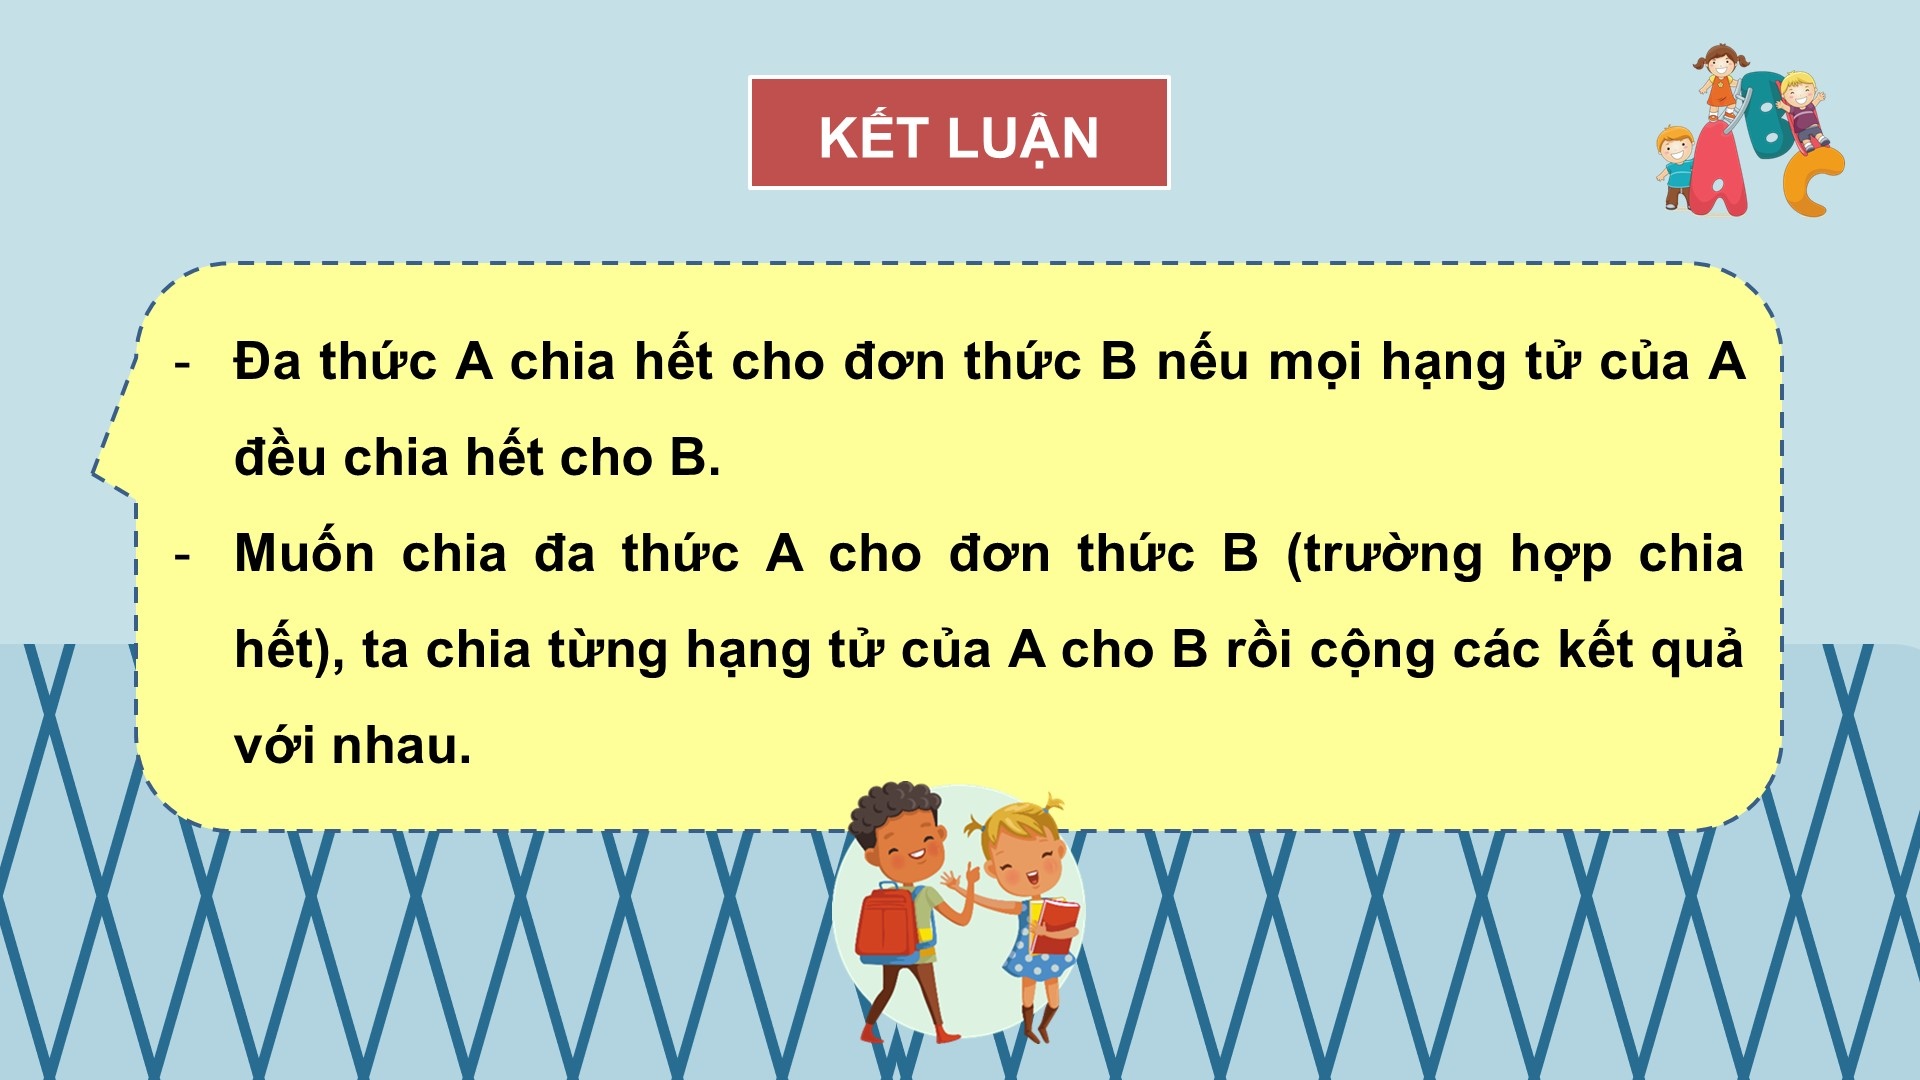 KẾT LUẬN
- Đa thức A chia hết cho đơn thức B nếu mọi hạng tử của A
đều chia hết cho B.
- Muốn chia đa thức A cho đơn thức B (trường hợp chia
hết), ta chia từng hạng tử của A cho B rồi cộng các kết quả
với nhau.